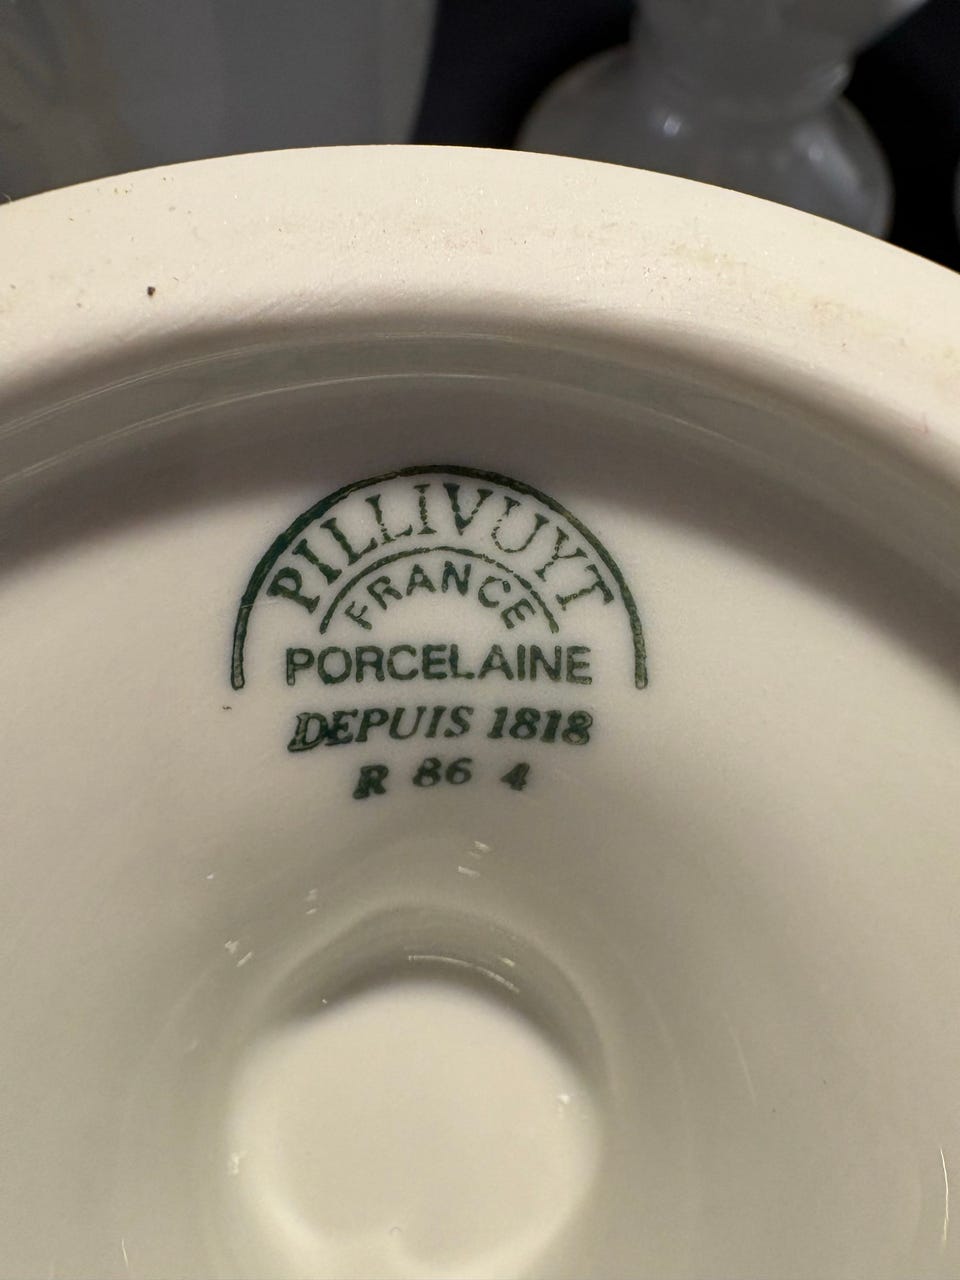 PILLIVUYT
FRANCE
PORCELAINE
DEPUIS 1818
R 86 4